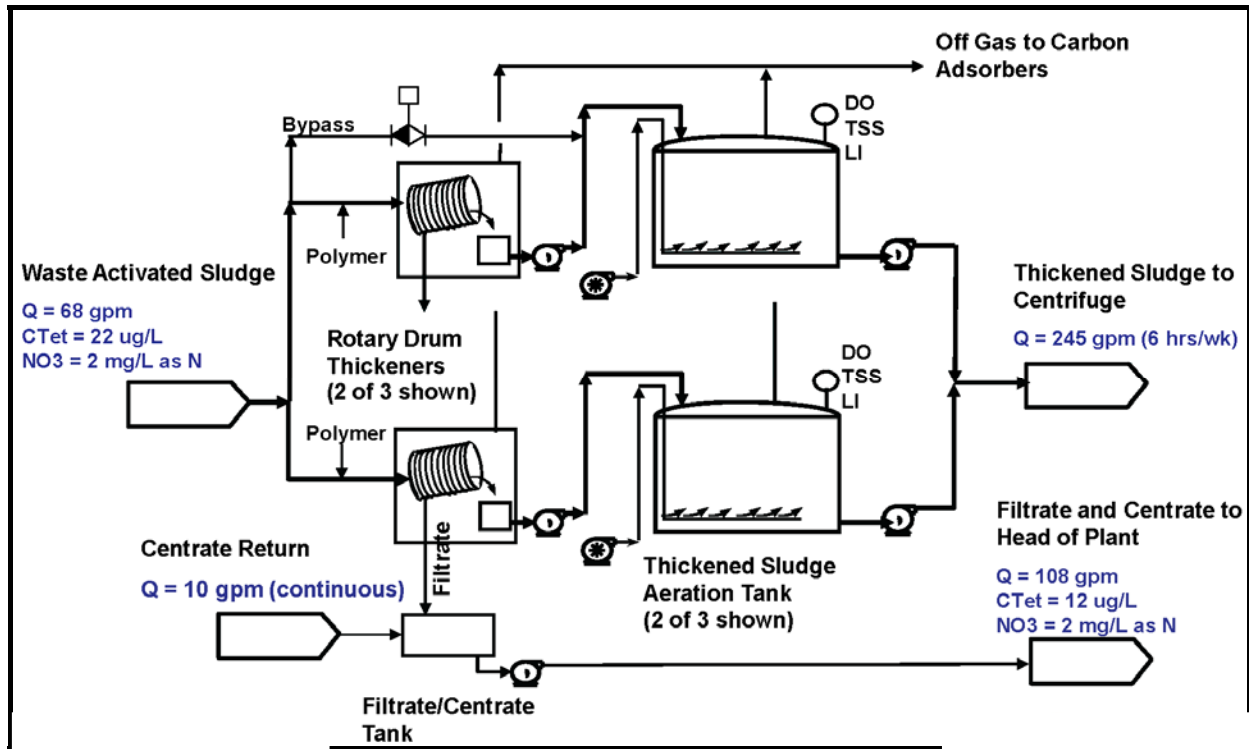 Off Gas to Carbon
Adsorbers
DO
TSS
LI
Bypass
Polymer
Waste Activated Sludge
Q = 68 gpm
CTet = 22 ug/L
NO3 = 2 mg/L as N
Rotary Drum
Thickeners
(2 of 3 shown)
Thickened Sludge to
Centrifuge
Q = 245 gpm (6 hrs/wk)
DO
TSS
LI
Polymer
Filtrate
Centrate Return
Q = 10 gpm (continuous)
Thickened Sludge
Aeration Tank
(2 of 3 shown)
Filtrate and Centrate to
Head of Plant
Q = 108 gpm
CTet = 12 ug/L
NO3 = 2 mg/L as N
Filtrate/Centrate
Tank